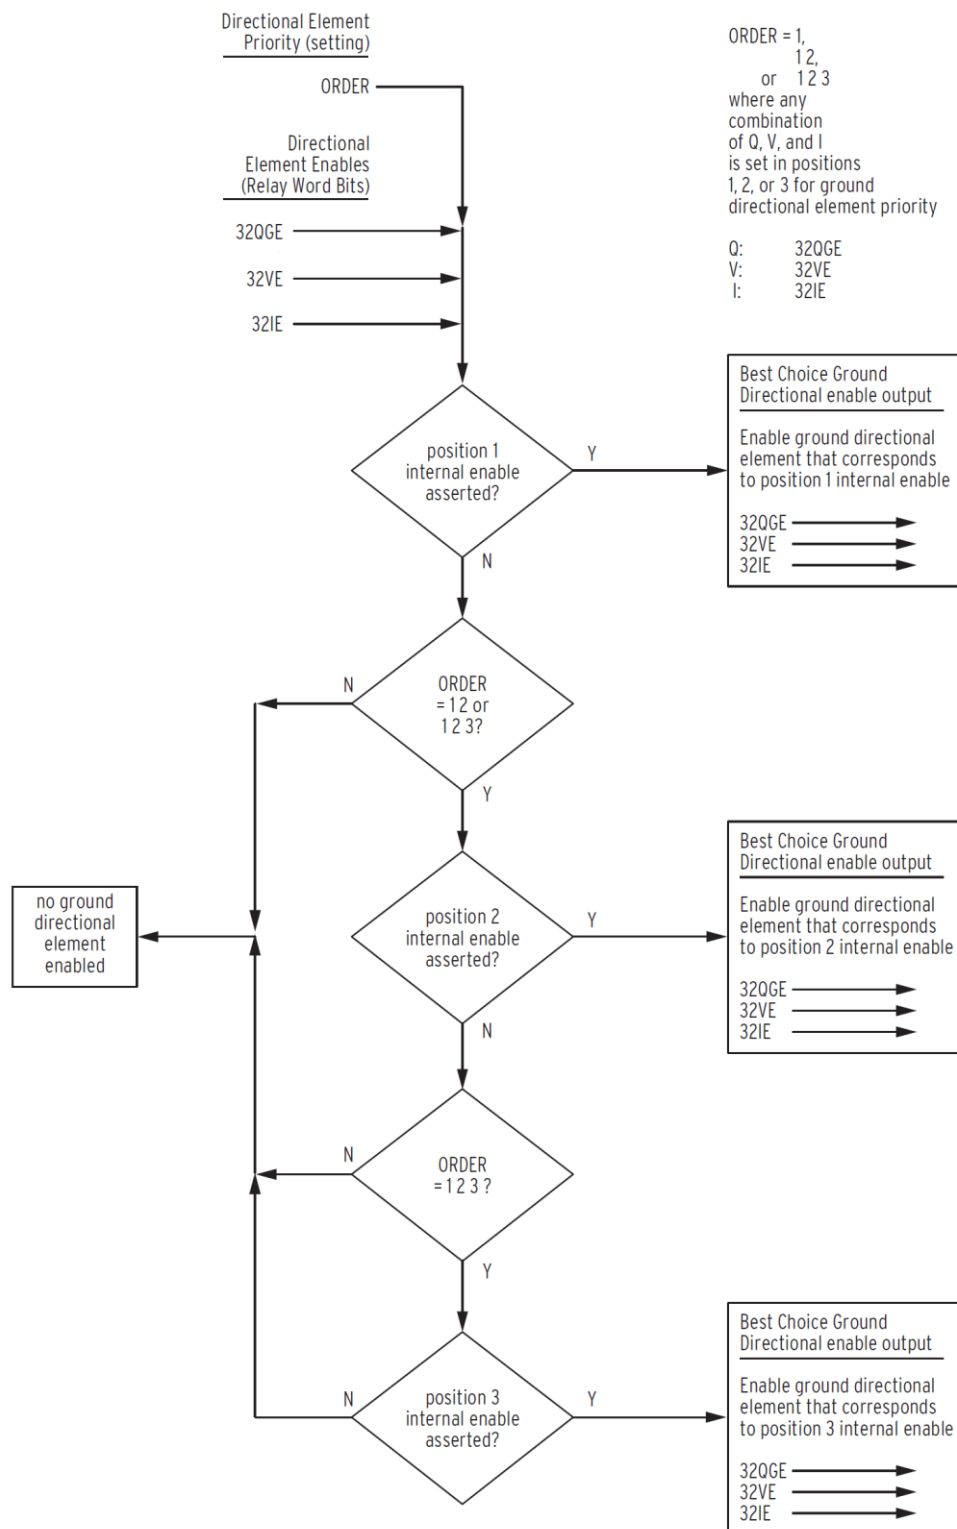 Directional Element
Priority (setting)
ORDER
Directional
Element Enables
(Relay Word Bits)
32QGE
32VE
32IE
ORDER = 1,
1 2,
or 1 2 3
where any
combination
of Q, V, and I
is set in positions
1, 2, or 3 for ground
directional element priority
Q: 32QGE
V: 32VE
I: 32IE
position 1
internal enable
asserted?
Y
N
Best Choice Ground
Directional enable output
Enable ground directional
element that corresponds
to position 1 internal enable
32QGE
32VE
32IE
ORDER
= 1 2 or
1 2 3?
N
Y
no ground
directional
element
enabled
position 2
internal enable
asserted?
Y
N
Best Choice Ground
Directional enable output
Enable ground directional
element that corresponds
to position 2 internal enable
32QGE
32VE
32IE
ORDER
= 1 2 3 ?
N
Y
position 3
internal enable
asserted?
N
Y
Best Choice Ground
Directional enable output
Enable ground directional
element that corresponds
to position 3 internal enable
32QGE
32VE
32IE